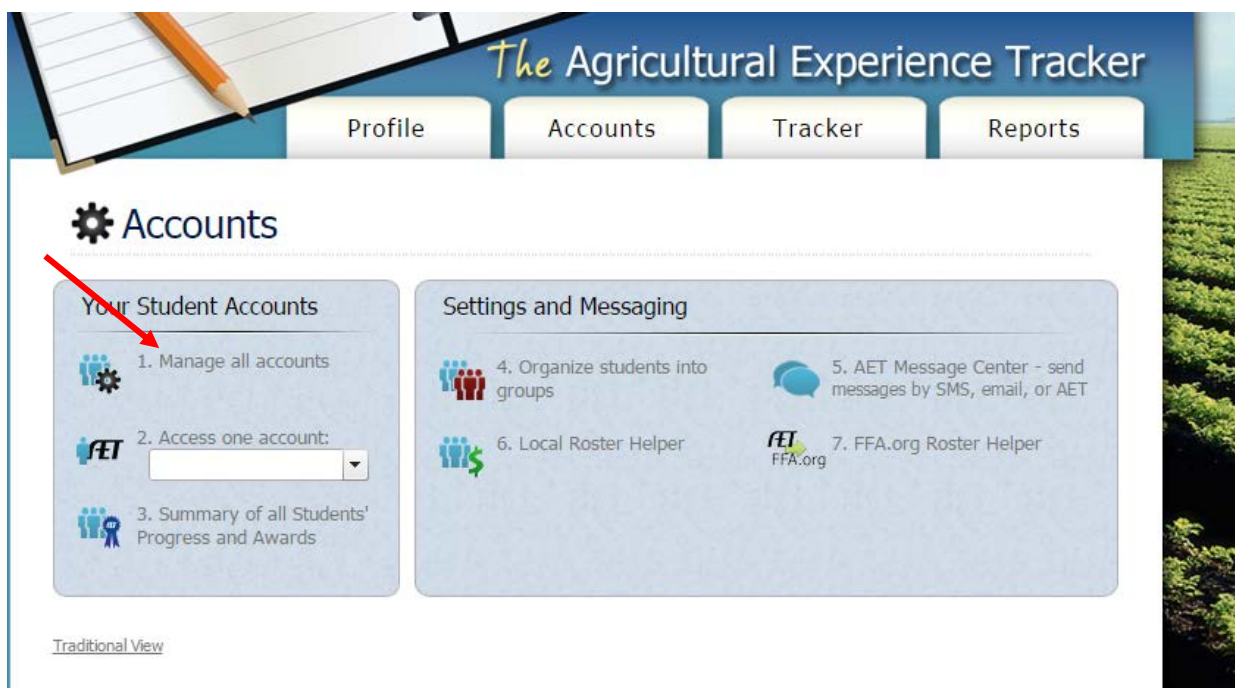 The Agricultural Experience Tracker
Profile
Accounts
Tracker
Reports
Accounts
Your Student Accounts
1. Manage all accounts
AET
2. Access one account:
3. Summary of all Students'
Progress and Awards
Settings and Messaging
4. Organize students into
groups
5. AET Message Center - send
messages by SMS, email, or AET
6. Local Roster Helper
AET
FFA.org
7. FFA.org Roster Helper
Traditional View